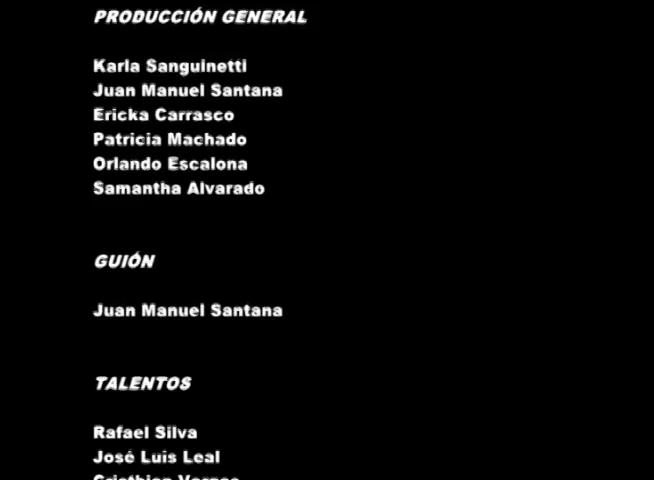 PRODUCCIÓN GENERAL
Karla Sanguinetti
Juan Manuel Santana
Ericka Carrasco
Patricia Machado
Orlando Escalona
Samantha Alvarado
GUIÓN
Juan Manuel Santana
TALENTOS
Rafael Silva
José Luis Leal